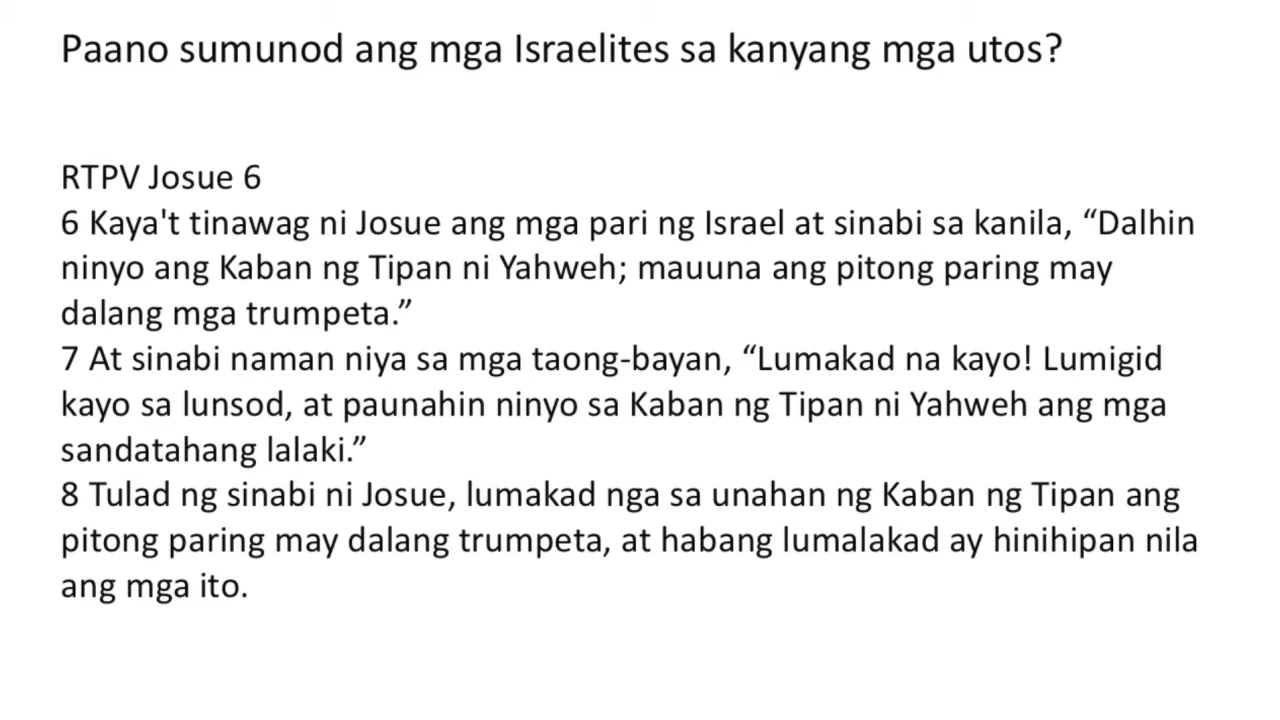 Paano sumunod ang mga Israelites sa kanyang mga utos?
RTPV Josue 6
6 Kaya't tinawag ni Josue ang mga pari ng Israel at sinabi sa kanila, “Dalhin
ninyo ang Kaban ng Tipan ni Yahweh; mauuna ang pitong paring may
dalang mga trumpeta.”
7 At sinabi naman niya sa mga taong-bayan, “Lumakad na kayo! Lumigid
kayo sa lunsod, at paunahin ninyo sa Kaban ng Tipan ni Yahweh ang mga
sandatahang lalaki.”
8 Tulad ng sinabi ni Josue, lumakad nga sa unahan ng Kaban ng Tipan ang
pitong paring may dalang trumpeta, at habang lumalakad ay hinihipan nila
ang mga ito.